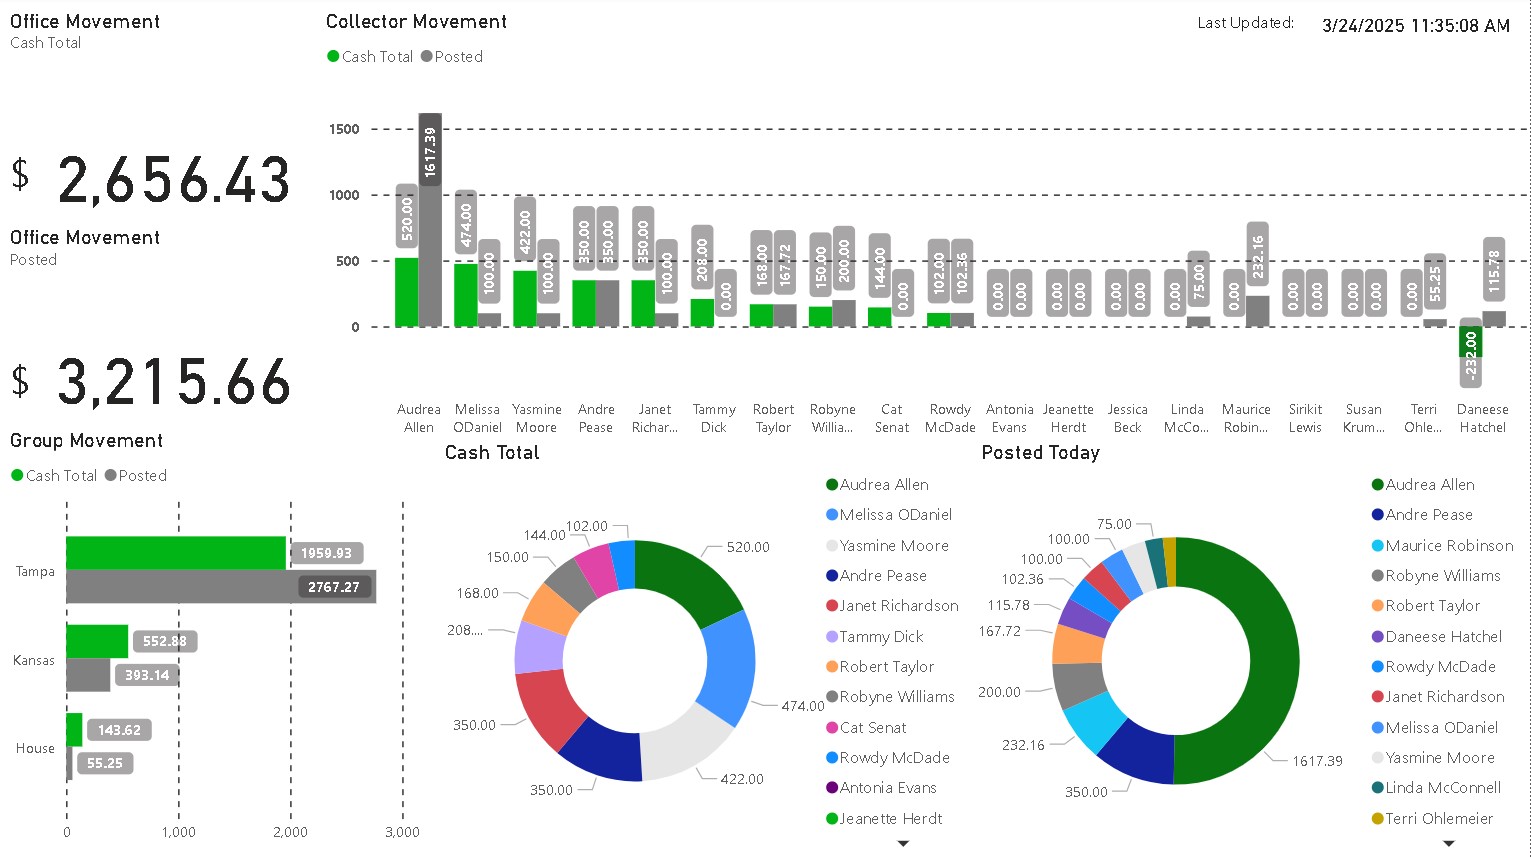 Office Movement
Cash Total
$ 2,656.43
Office Movement
Posted
$ 3,215.66
Collector Movement
Cash Total Posted
Last Updated: 3/24/2025 11:35:08 AM
1500
1000
500
0
520.00 1617.39 474.00 100.00 422.00 100.00 350.00 350.00 350.00 100.00 208.00 0.00 168.00 167.72 150.00 200.00 144.00 0.00 102.00 102.36 0.00 0.00 0.00 0.00 0.00 0.00 0.00 75.00 0.00 232.16 0.00 0.00 0.00 0.00 0.00 55.25 -232.00 115.78
Audrea Allen
Melissa ODaniel
Yasmine Moore
Andre Pease
Janet Richar...
Tammy Dick
Robert Taylor
Robyne Willia...
Cat Senat
Rowdy McDade
Antonia Evans
Jeanette Herdt
Jessica Beck
Linda McCo...
Maurice Robin...
Sirikit Lewis
Susan Krum...
Terri Ohle...
Daneese Hatchel
Group Movement
Cash Total Posted
Tampa
1959.93
2767.27
Kansas
552.88
393.14
House
143.62
55.25
0 1,000 2,000 3,000
Cash Total
520.00
474.00
422.00
350.00
350.00
208....
168.00
150.00
144.00
102.00
Audrea Allen
Melissa ODaniel
Yasmine Moore
Andre Pease
Janet Richardson
Tammy Dick
Robert Taylor
Robyne Williams
Cat Senat
Rowdy McDade
Antonia Evans
Jeanette Herdt
Posted Today
1617.39
350.00
232.16
200.00
167.72
115.78
102.36
100.00
100.00
75.00
Audrea Allen
Andre Pease
Maurice Robinson
Robyne Williams
Robert Taylor
Daneese Hatchel
Rowdy McDade
Janet Richardson
Melissa ODaniel
Yasmine Moore
Linda McConnell
Terri Ohlemeier